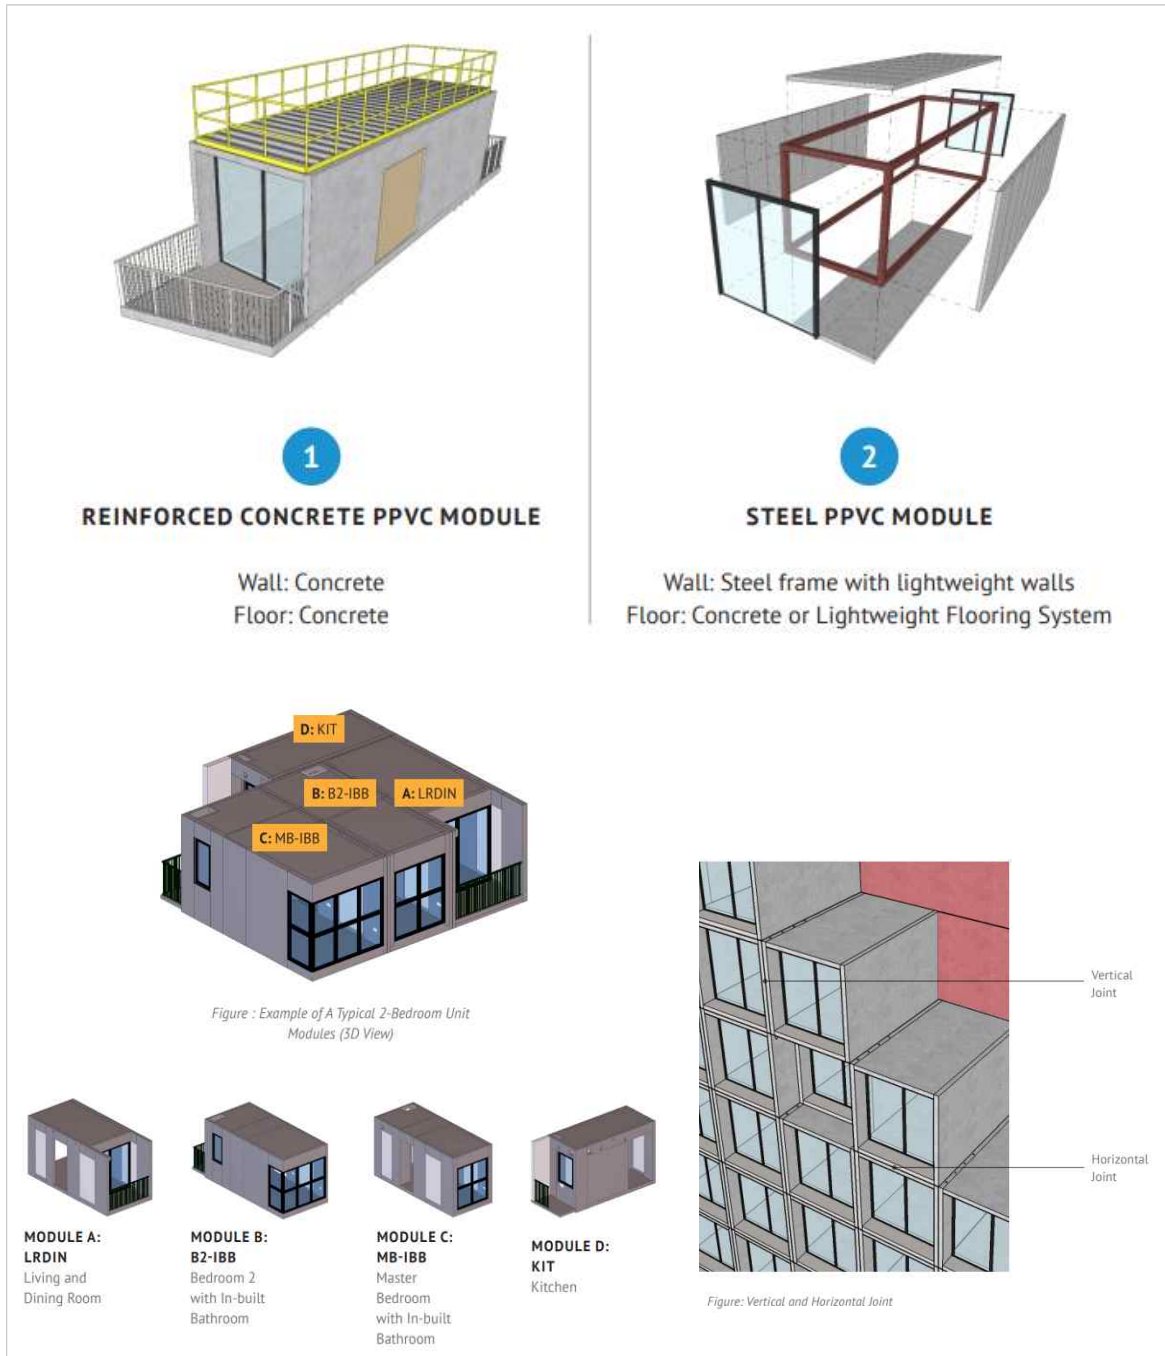 1
REINFORCED CONCRETE PPVC MODULE
Wall: Concrete
Floor: Concrete
2
STEEL PPVC MODULE
Wall: Steel frame with lightweight walls
Floor: Concrete or Lightweight Flooring System
D: KIT
B: B2-IBB
A: LRDIN
C: MB-IBB
Figure : Example of A Typical 2-Bedroom Unit
Modules (3D View)
MODULE A:
LRDIN
Living and
Dining Room
MODULE B:
B2-IBB
Bedroom 2
with In-built
Bathroom
MODULE C:
MB-IBB
Master
Bedroom
with In-built
Bathroom
MODULE D:
KIT
Kitchen
Vertical
Joint
Horizontal
Joint
Figure: Vertical and Horizontal Joint